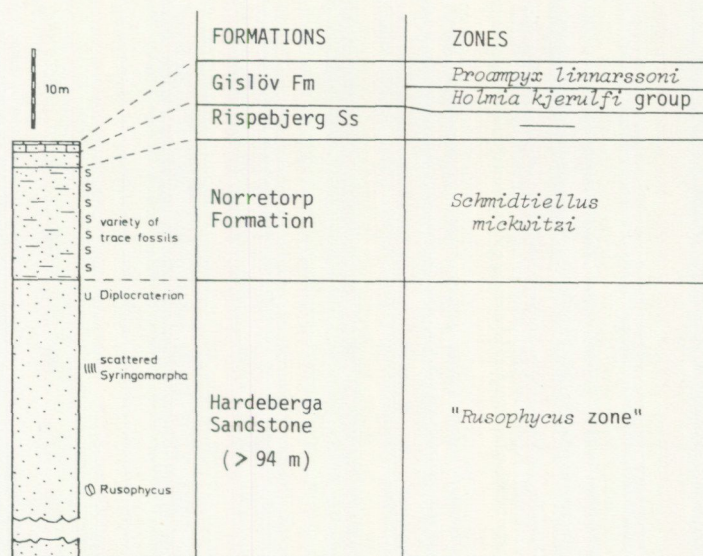 FORMATIONS
ZONES
10m
Gislöv Fm
Proampyx linnarssoni
Holmia kjerulfi group
Rispebjerg Ss
S
S
S
S
S
S
S
variety of
trace fossils
Norretorp
Formation
Schmidtiellus
mickwitzi
U Diplocraterion
scattered
Syringomorpha
Hardeberga
Sandstone
(> 94 m)
"Rusophycus zone"
Rusophycus